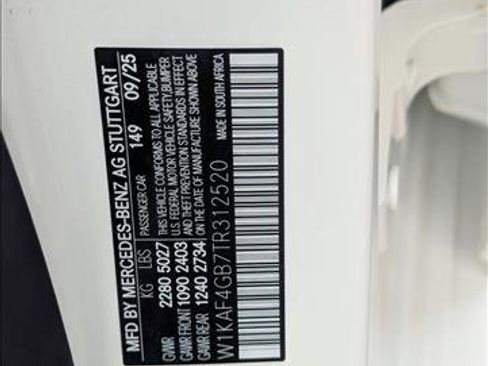 MFD BY MERCEDES-BENZ AG STUTTGART
PASSENGER CAR 149 09/25
KG LBS
GVWR 2280 5027
GAWR FRONT 1090 2403
GAWR REAR 1240 2734
THIS VEHICLE CONFORMS TO ALL APPLICABLE
U.S. FEDERAL MOTOR VEHICLE SAFETY,BUMPER
AND THEFT PREVENTION STANDARDS IN EFFECT
ON THE DATE OF MANUFACTURE SHOWN ABOVE
MADE IN SOUTH AFRICA
W1KAF4GB7TR312520